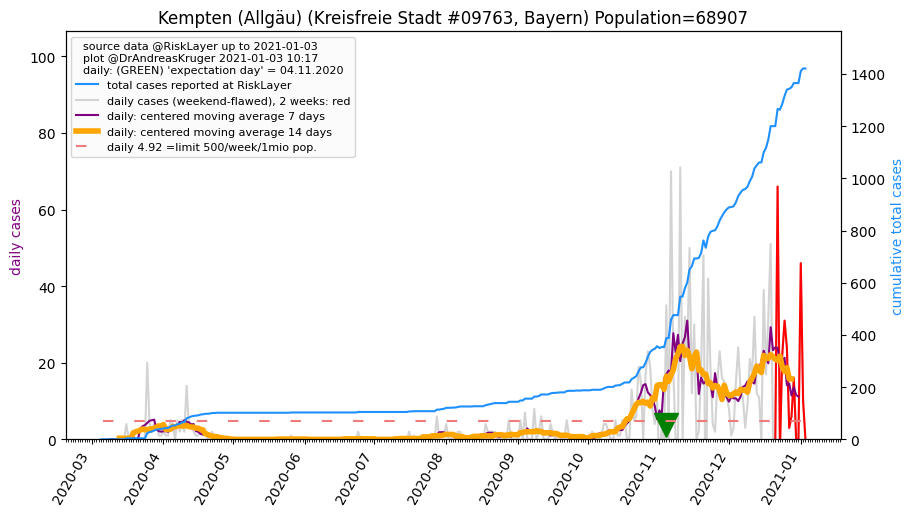 Kempten (Allgäu) (Kreisfreie Stadt #09763, Bayern) Population=68907
source data @RiskLayer up to 2021-01-03
plot @DrAndreasKruger 2021-01-03 10:17
daily: (GREEN) 'expectation day' = 04.11.2020
total cases reported at RiskLayer
daily cases (weekend-flawed), 2 weeks: red
daily: centered moving average 7 days
daily: centered moving average 14 days
daily 4.92 =limit 500/week/1mio pop.
daily cases
100
80
60
40
20
0
cumulative total cases
1400
1200
1000
800
600
400
200
0
2020-03
2020-04
2020-05
2020-06
2020-07
2020-08
2020-09
2020-10
2020-11
2020-12
2021-01